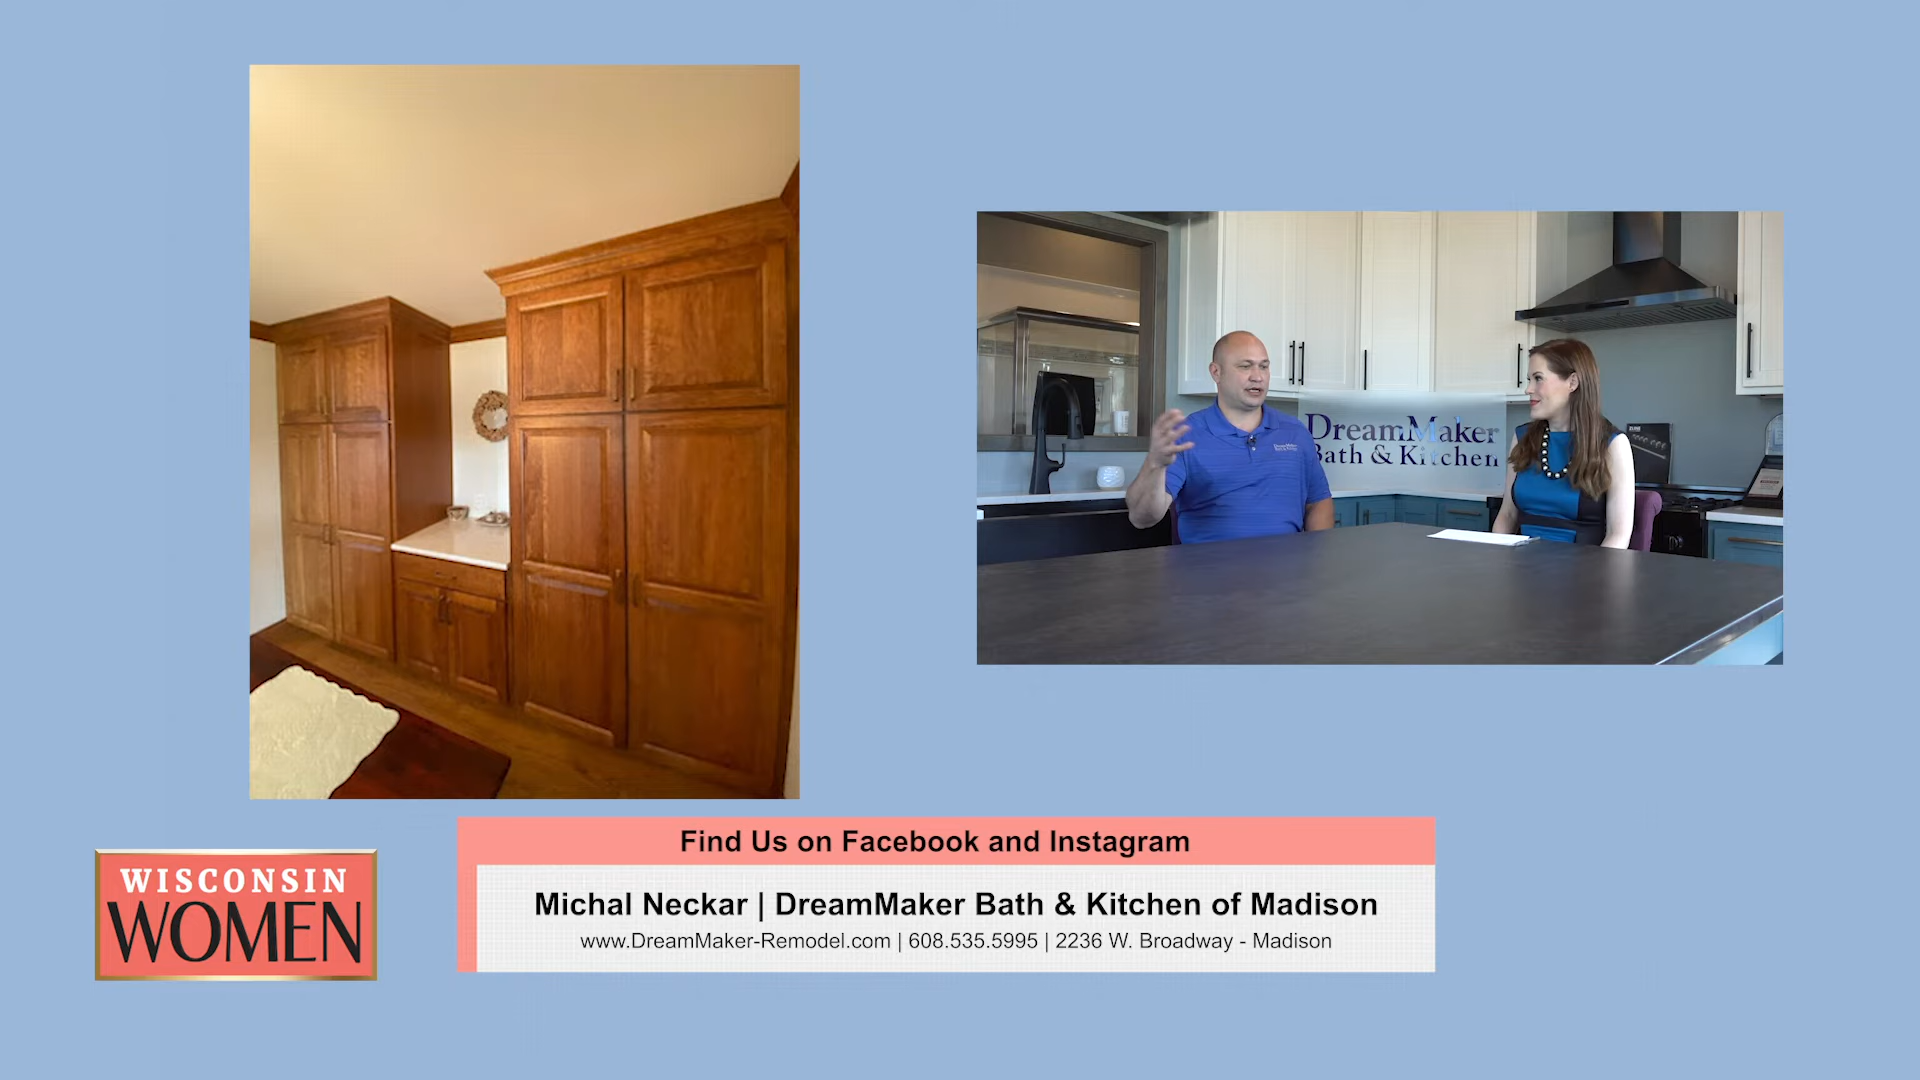 DreamMaker
Bath & Kitchen
Find Us on Facebook and Instagram
WISCONSIN
WOMEN
Michal Neckar | DreamMaker Bath & Kitchen of Madison
www.DreamMaker-Remodel.com | 608.535.5995 | 2236 W. Broadway - Madison